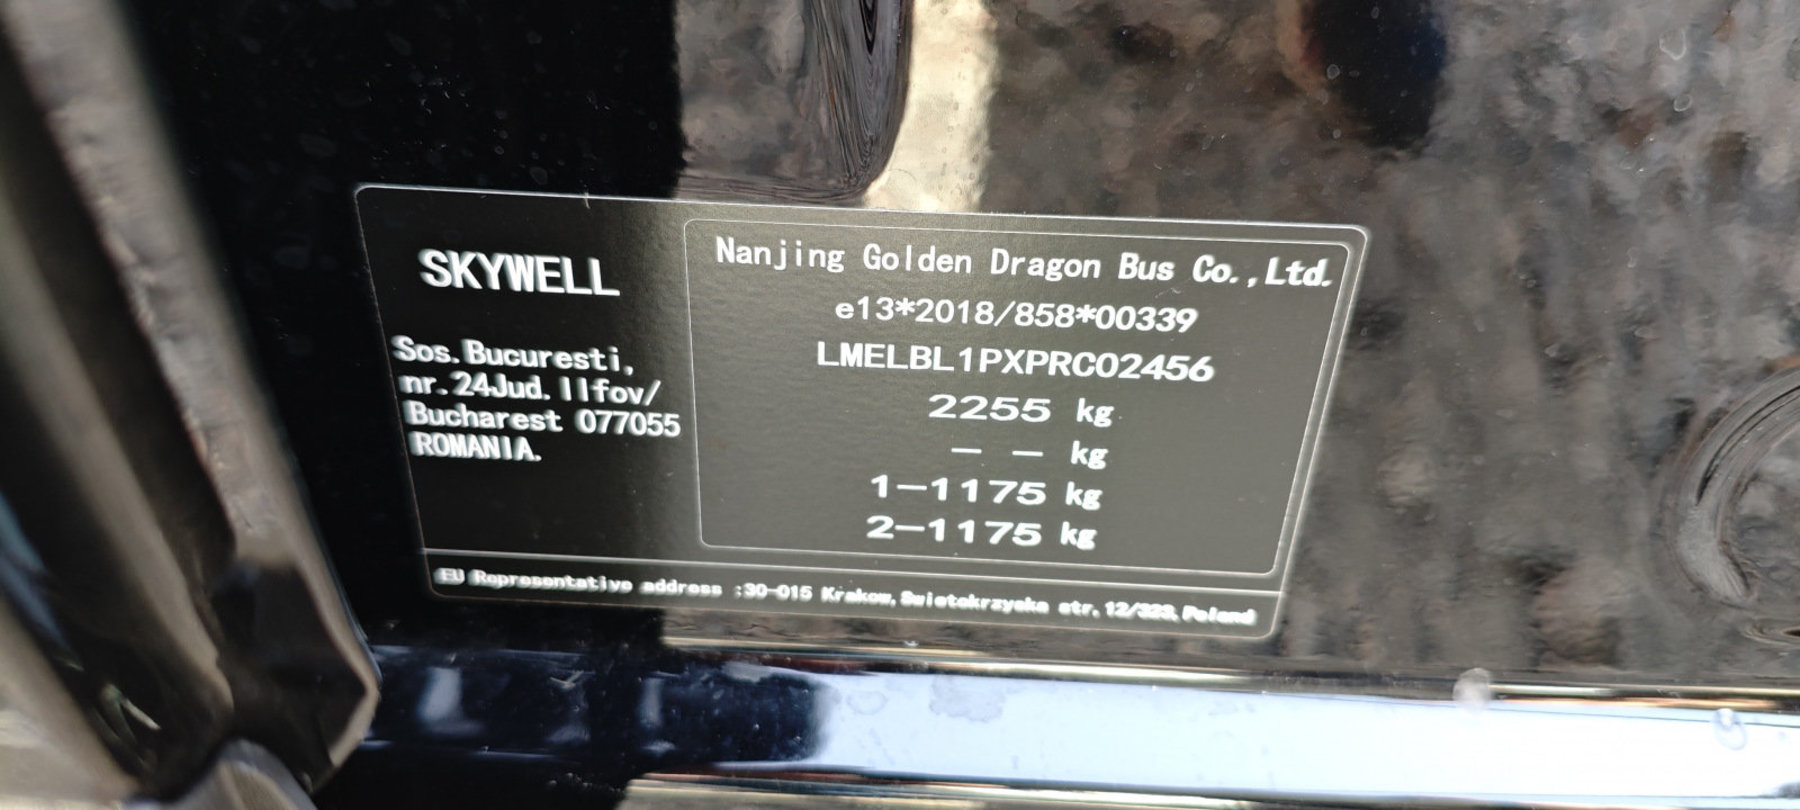 SKYWELL
Sos.Bucuresti,
nr.24Jud.Ilfov/
Bucharest 077055
ROMANIA.
Nanjing Golden Dragon Bus Co.,Ltd.
e13*2018/858*00339
LMELBL1PXPRC02456
2255 kg
— — kg
1-1175 kg
2-1175 kg
EU Representative address :30-015 Krakow,Swietokrzyska str.12/323,Poland